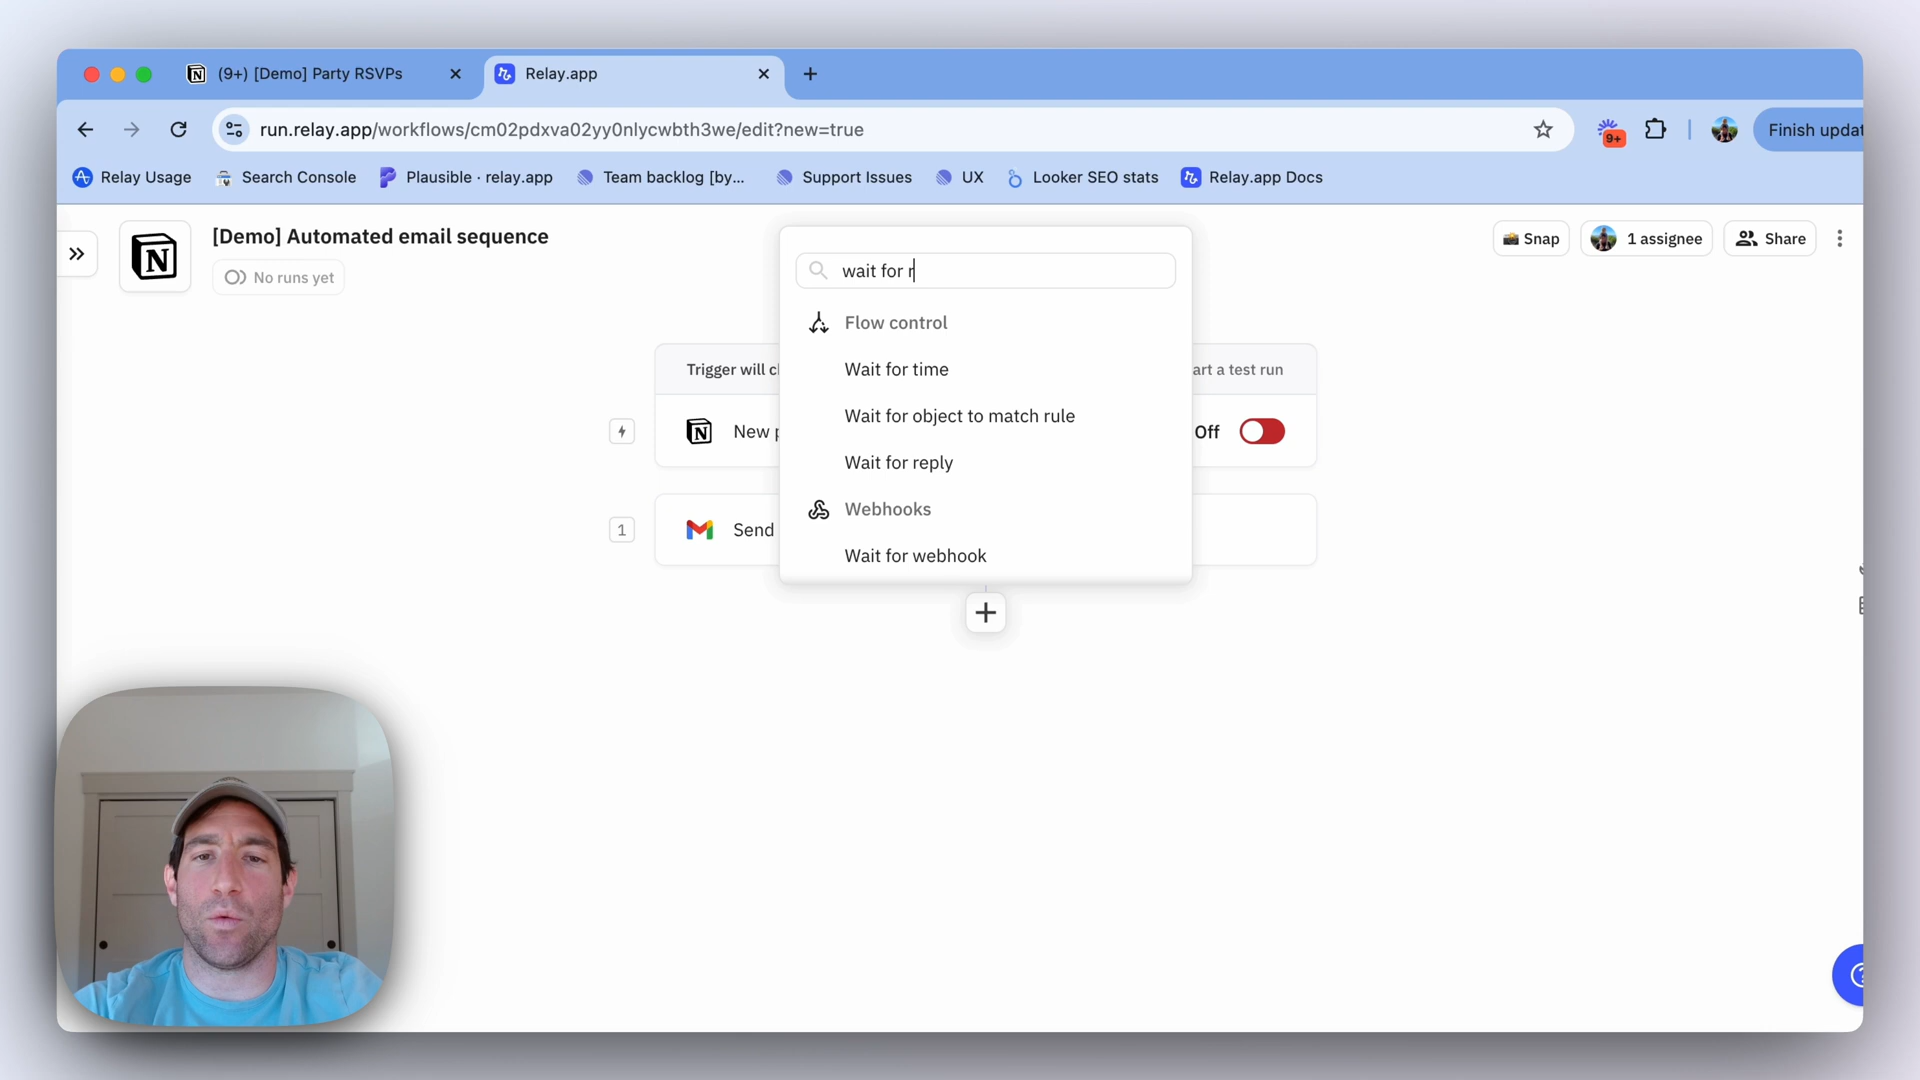 (9+) [Demo] Party RSVPs
Relay.app
run.relay.app/workflows/cm02pdxva02yy0nlycwbth3we/edit?new=true
9+
Finish updat
Relay Usage
Search Console
Plausible · relay.app
Team backlog [by...
Support Issues
UX
Looker SEO stats
Relay.app Docs
[Demo] Automated email sequence
No runs yet
Snap
1 assignee
Share
wait for r
Flow control
Wait for time
Wait for object to match rule
Wait for reply
Webhooks
Wait for webhook
Trigger will c
art a test run
New p
Off
1
Send